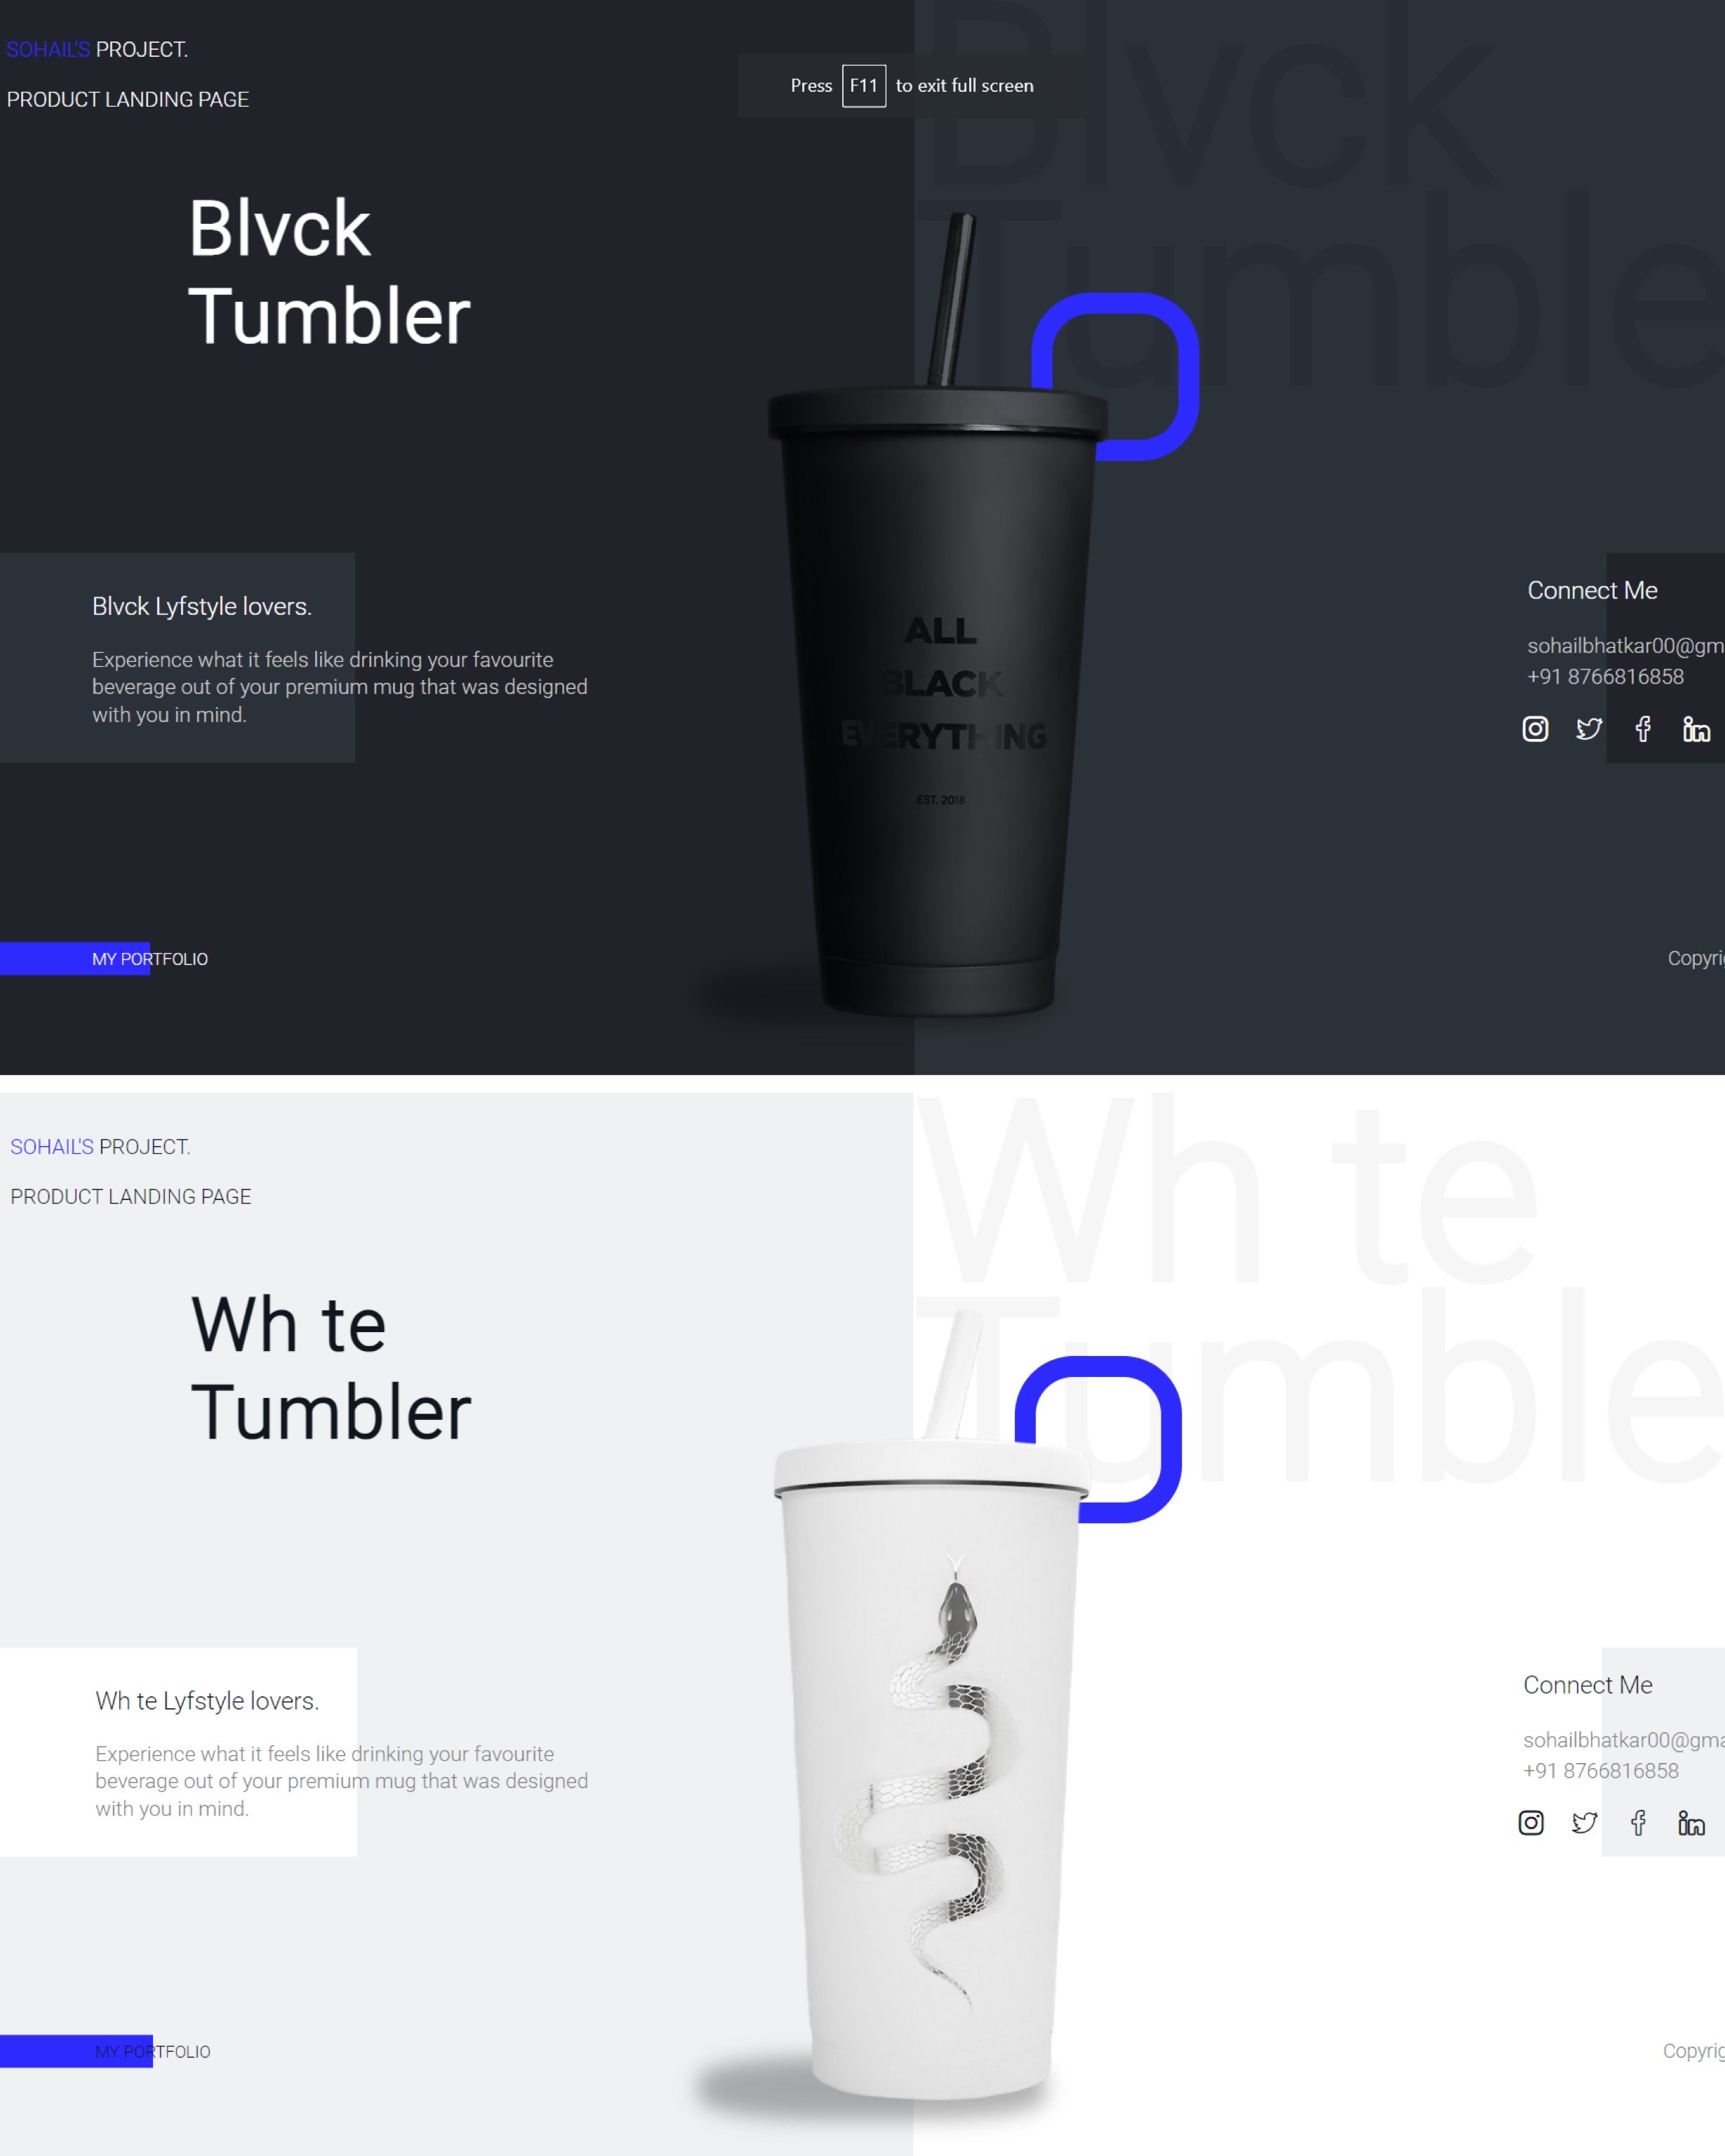 SOHAIL'S PROJECT.
PRODUCT LANDING PAGE
Press F11 to exit full screen
Blvck
Tumble
Blvck
Tumbler
ALL
BLACK
EVERYTHING
EST. 2018
Blvck Lyfstyle lovers.
Experience what it feels like drinking your favourite
beverage out of your premium mug that was designed
with you in mind.
Connect Me
sohailbhatkar00@gm
+91 8766816858
MY PORTFOLIO
Copyri
SOHAIL'S PROJECT.
PRODUCT LANDING PAGE
Wh te
Tumble
Wh te
Tumbler
Wh te Lyfstyle lovers.
Experience what it feels like drinking your favourite
beverage out of your premium mug that was designed
with you in mind.
Connect Me
sohailbhatkar00@gma
+91 8766816858
MY PORTFOLIO
Copyrig